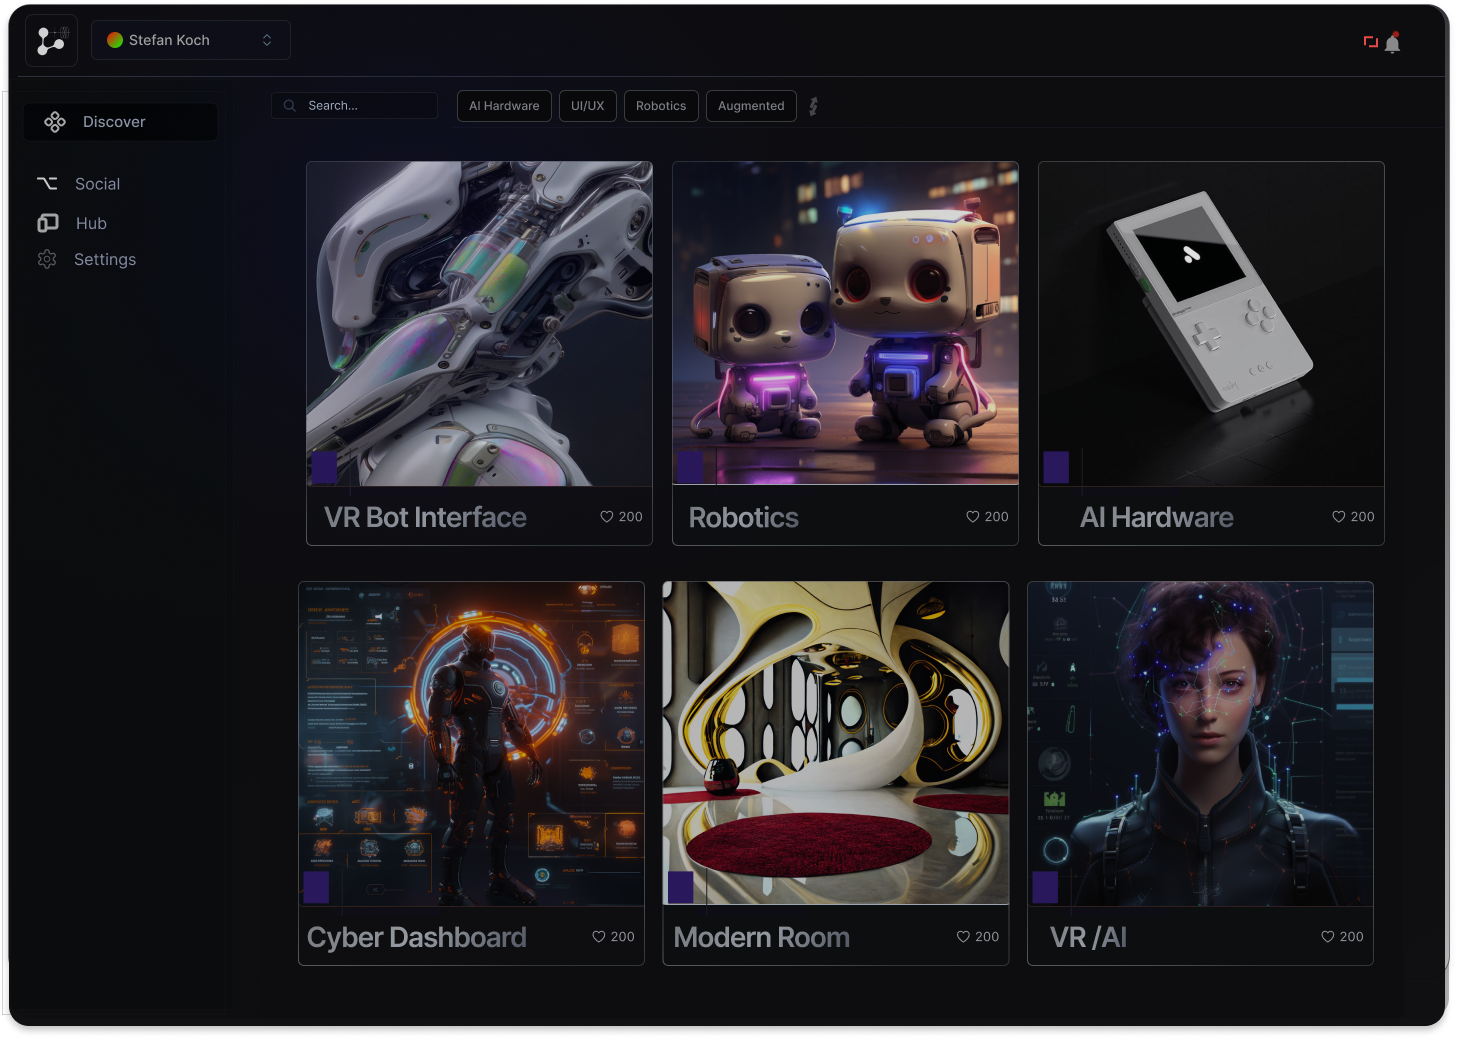 Stefan Koch
Discover
Social
Hub
Settings
Search...
AI Hardware
UI/UX
Robotics
Augmented
VR Bot Interface
200
Robotics
200
AI Hardware
200
Cyber Dashboard
200
Modern Room
200
VR /AI
200